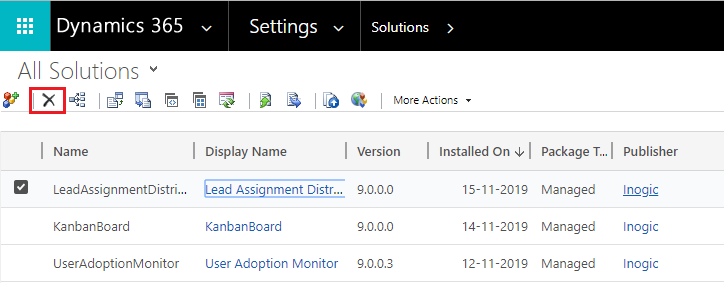 Dynamics 365 Settings Solutions
All Solutions
More Actions
Name Display Name Version Installed On Package T... Publisher
LeadAssignmentDistri... Lead Assignment Distr... 9.0.0.0 15-11-2019 Managed Inogic
KanbanBoard KanbanBoard 9.0.0.0 14-11-2019 Managed Inogic
UserAdoptionMonitor User Adoption Monitor 9.0.0.3 12-11-2019 Managed Inogic